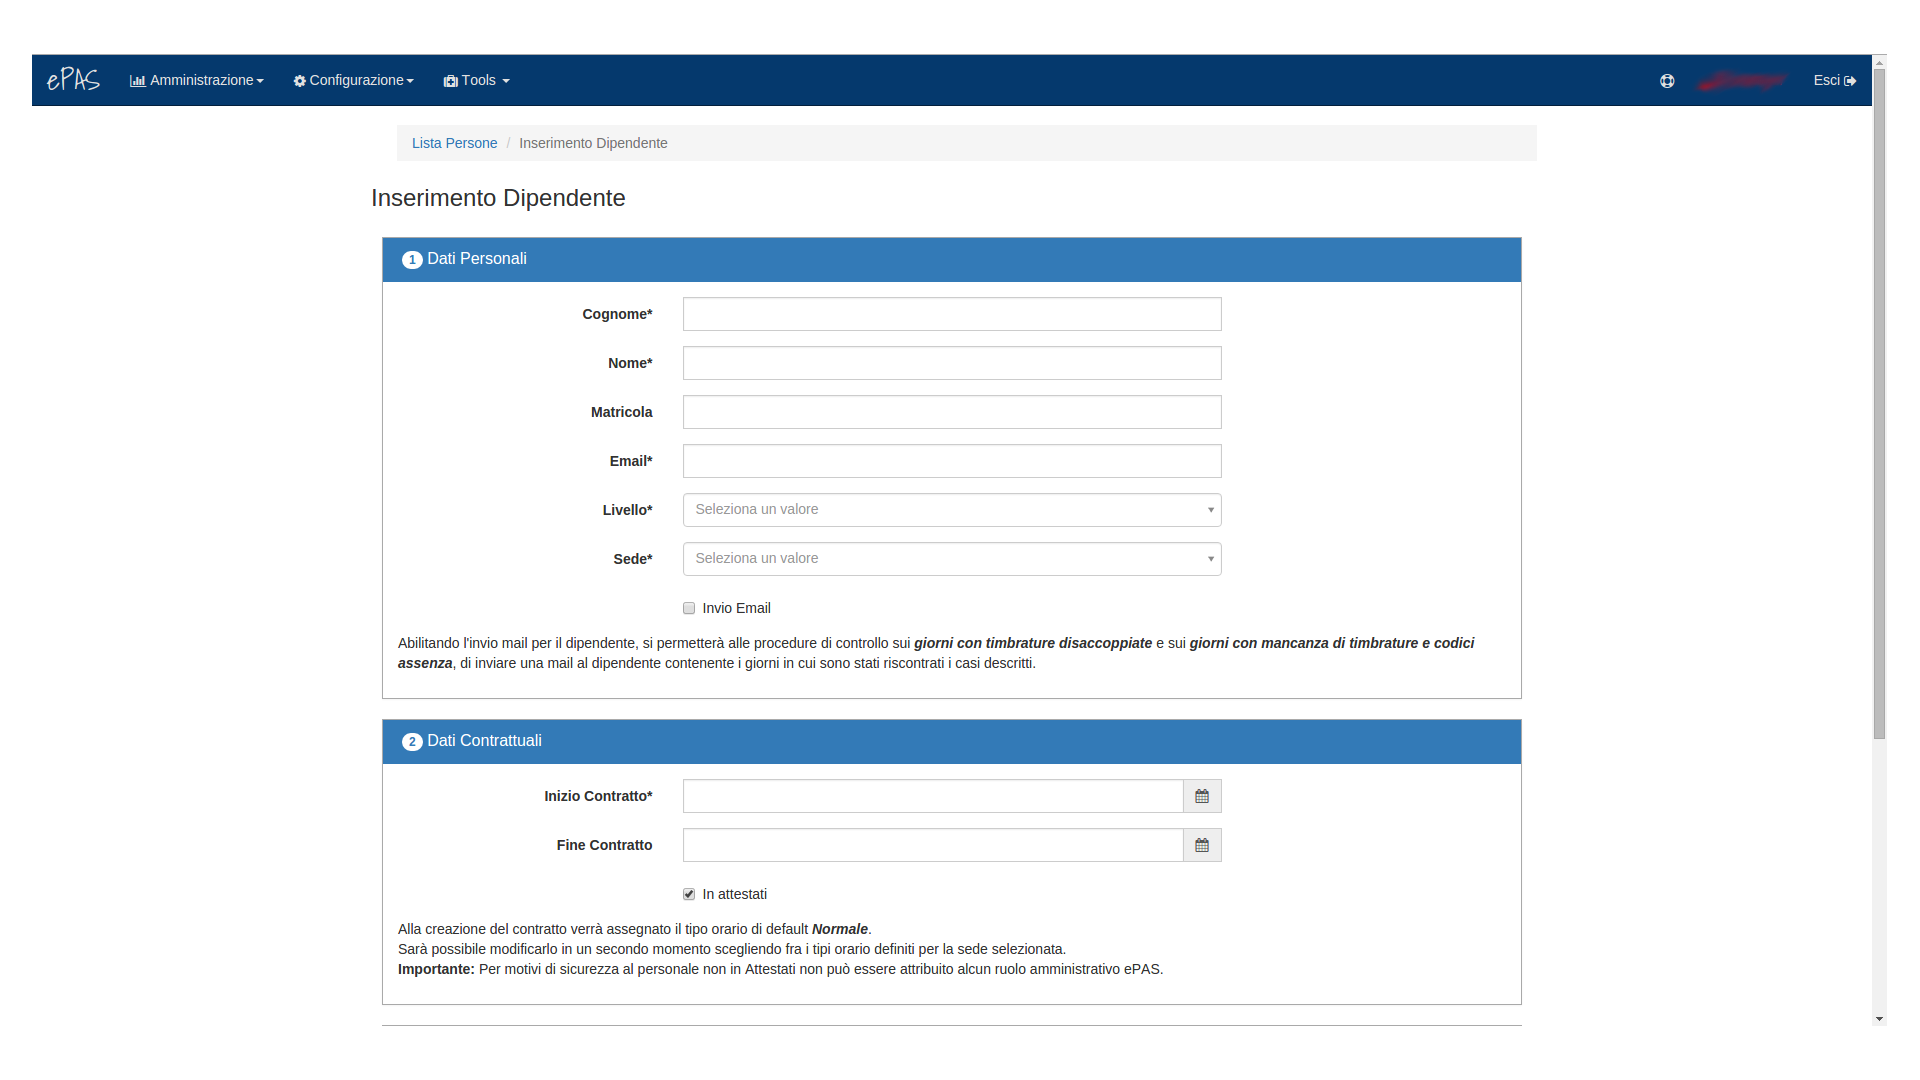 ePAS Amministrazione Configurazione Tools Esci
Lista Persone / Inserimento Dipendente
Inserimento Dipendente
1 Dati Personali
Cognome*
Nome*
Matricola
Email*
Livello* Seleziona un valore
Sede* Seleziona un valore
Invio Email
Abilitando l'invio mail per il dipendente, si permetterà alle procedure di controllo sui giorni con timbrature disaccoppiate e sui giorni con mancanza di timbrature e codici
assenza, di inviare una mail al dipendente contenente i giorni in cui sono stati riscontrati i casi descritti.
2 Dati Contrattuali
Inizio Contratto*
Fine Contratto
In attestati
Alla creazione del contratto verrà assegnato il tipo orario di default Normale.
Sarà possibile modificarlo in un secondo momento scegliendo fra i tipi orario definiti per la sede selezionata.
Importante: Per motivi di sicurezza al personale non in Attestati non può essere attribuito alcun ruolo amministrativo ePAS.